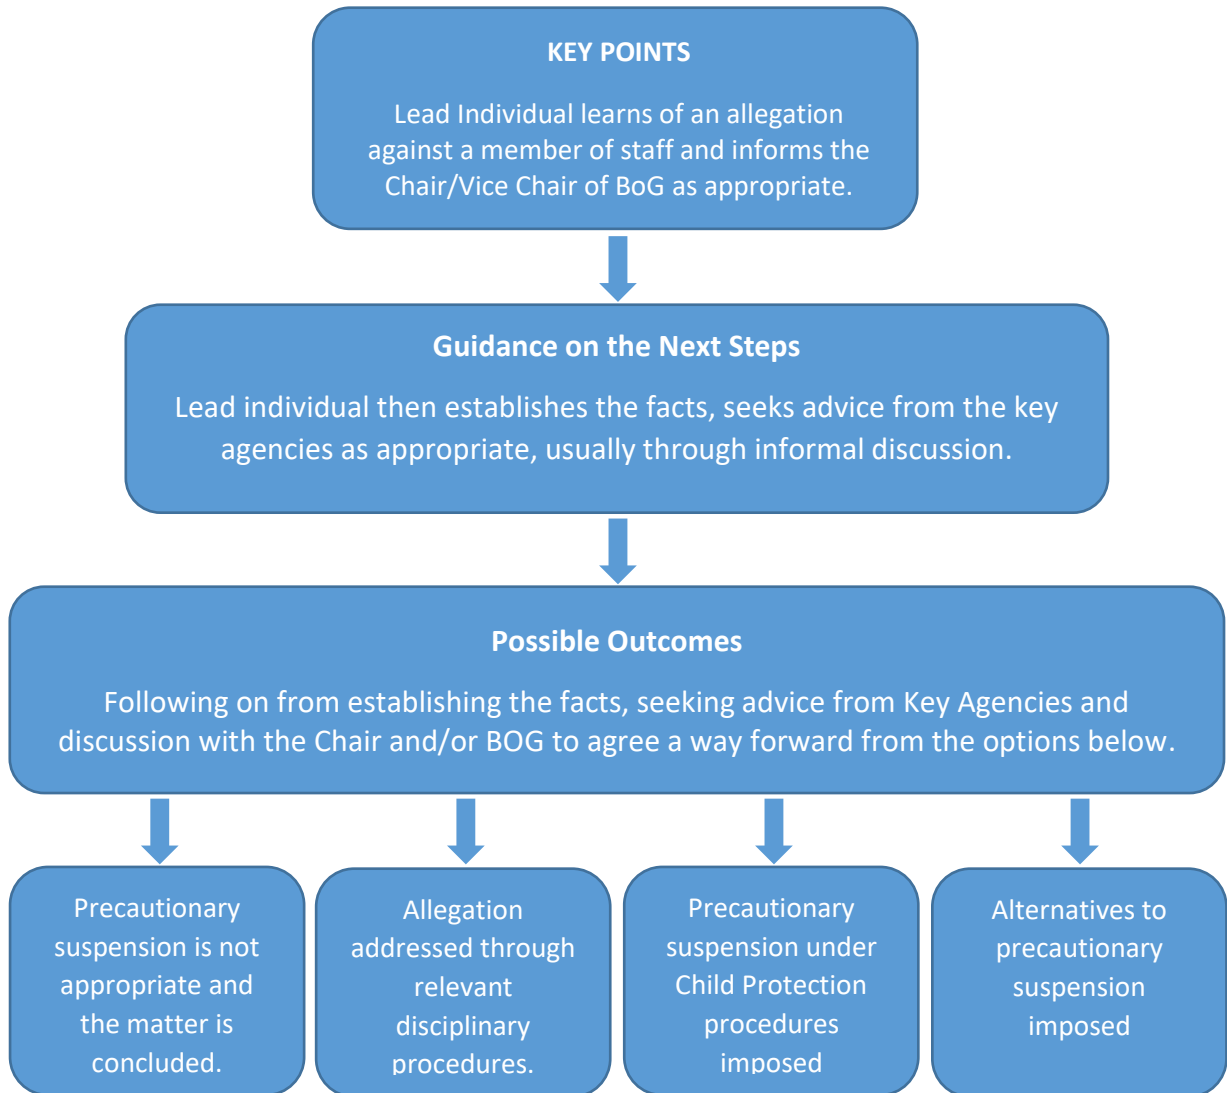 KEY POINTS
Lead Individual learns of an allegation
against a member of staff and informs the
Chair/Vice Chair of BoG as appropriate.
Guidance on the Next Steps
Lead individual then establishes the facts, seeks advice from the key
agencies as appropriate, usually through informal discussion.
Possible Outcomes
Following on from establishing the facts, seeking advice from Key Agencies and
discussion with the Chair and/or BOG to agree a way forward from the options below.
Precautionary
suspension is not
appropriate and
the matter is
concluded.
Allegation
addressed through
relevant
disciplinary
procedures.
Precautionary
suspension under
Child Protection
procedures
imposed
Alternatives to
precautionary
suspension
imposed